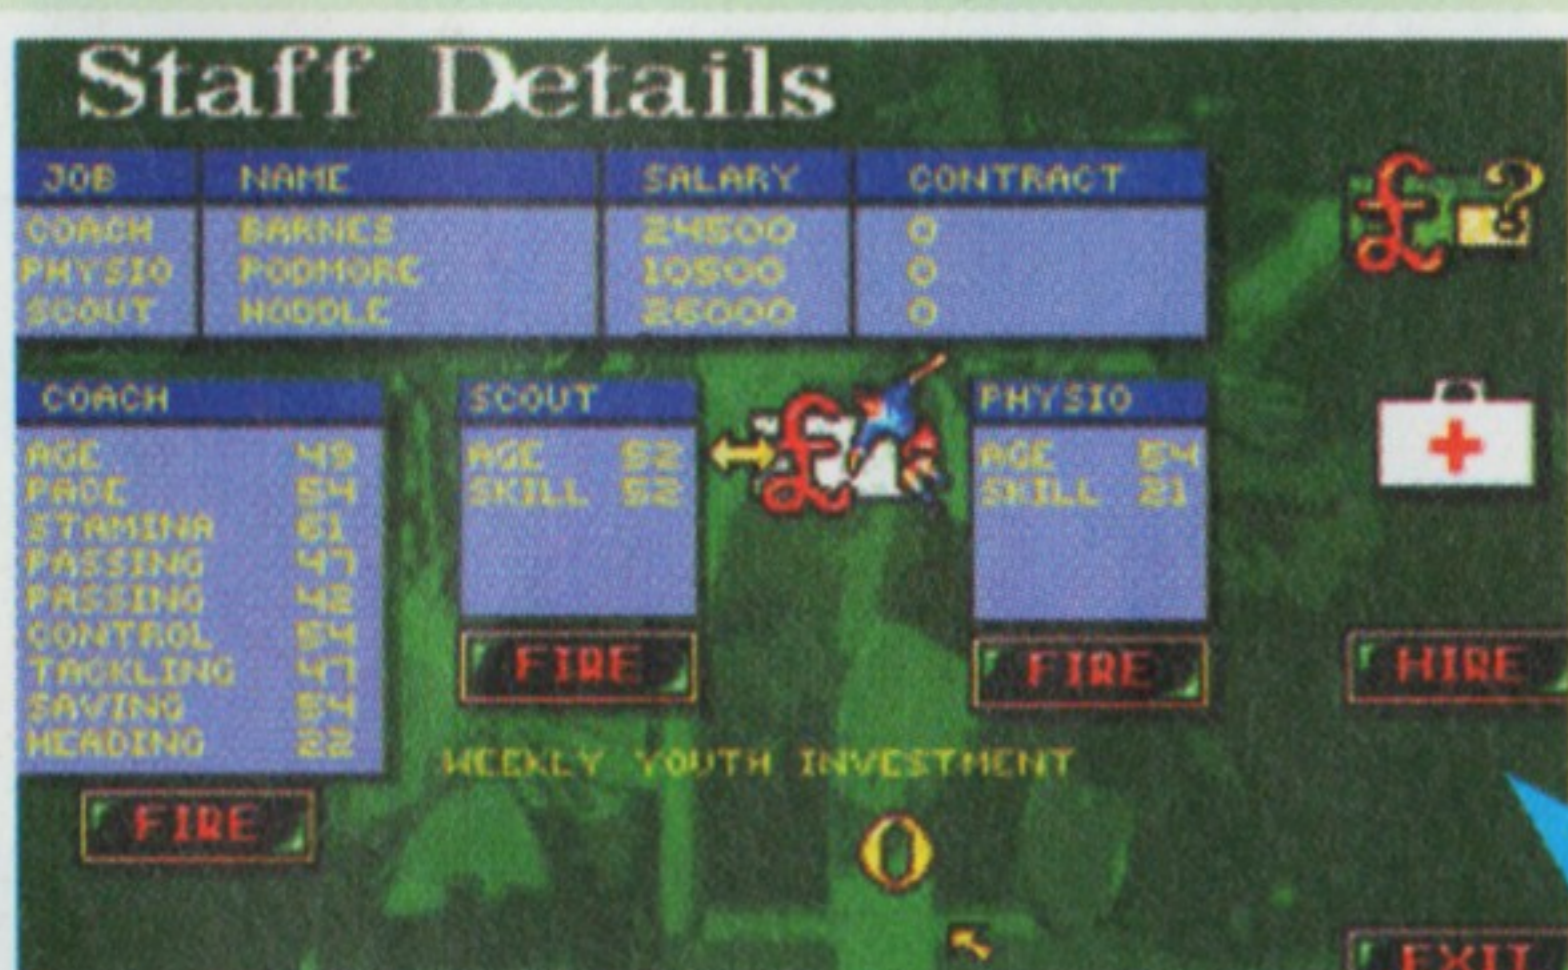 Staff Details
JOB NAME SALARY CONTRACT
COACH BARNES 24500 0
PHYSIO PODMORE 10500 0
SCOUT HODDLE 26000 0
£ ?
COACH
AGE 49
PACE 54
STAMINA 61
PASSING 47
PASSING 42
CONTROL 54
TACKLING 47
SAVING 54
HEADING 22
FIRE
SCOUT
AGE 52
SKILL 52
FIRE
£
PHYSIO
AGE 54
SKILL 21
FIRE
HIRE
WEEKLY YOUTH INVESTMENT
0
EXIT